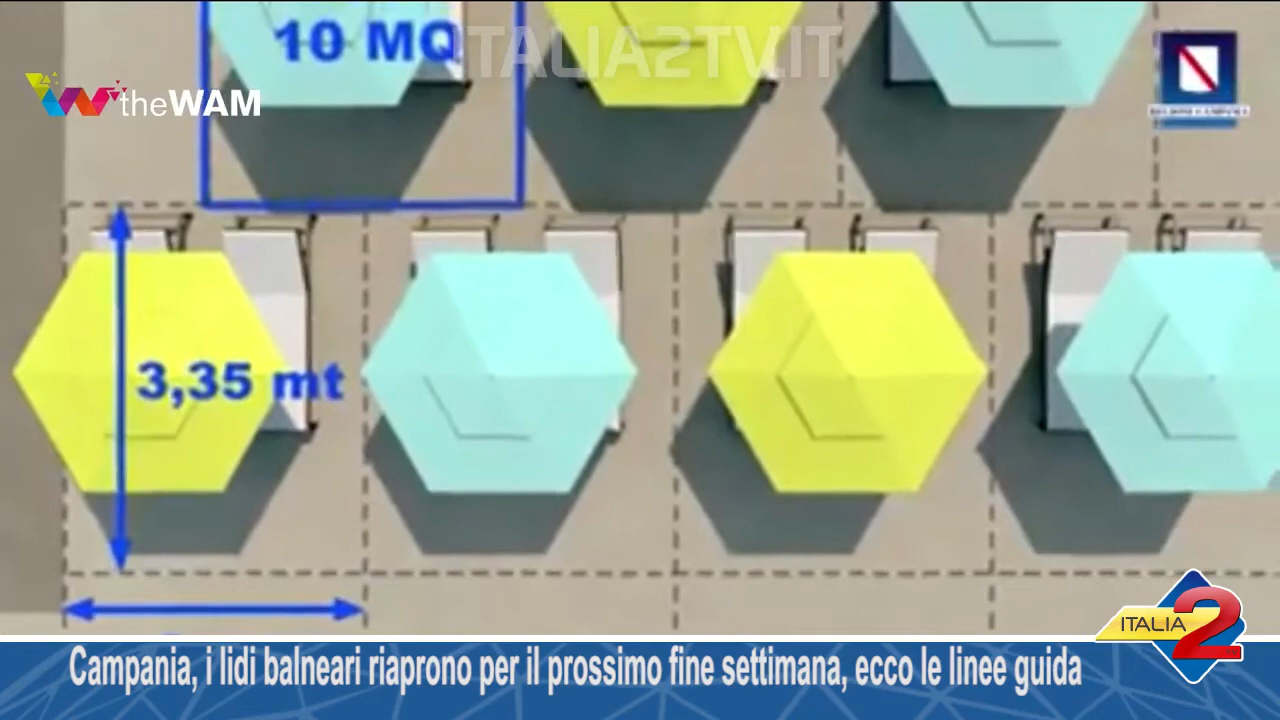 10 MQ
ITALIA2TV.IT
theWAM
3,35 mt
ITALIA 2
Campania, i lidi balneari riaprono per il prossimo fine settimana, ecco le linee guida